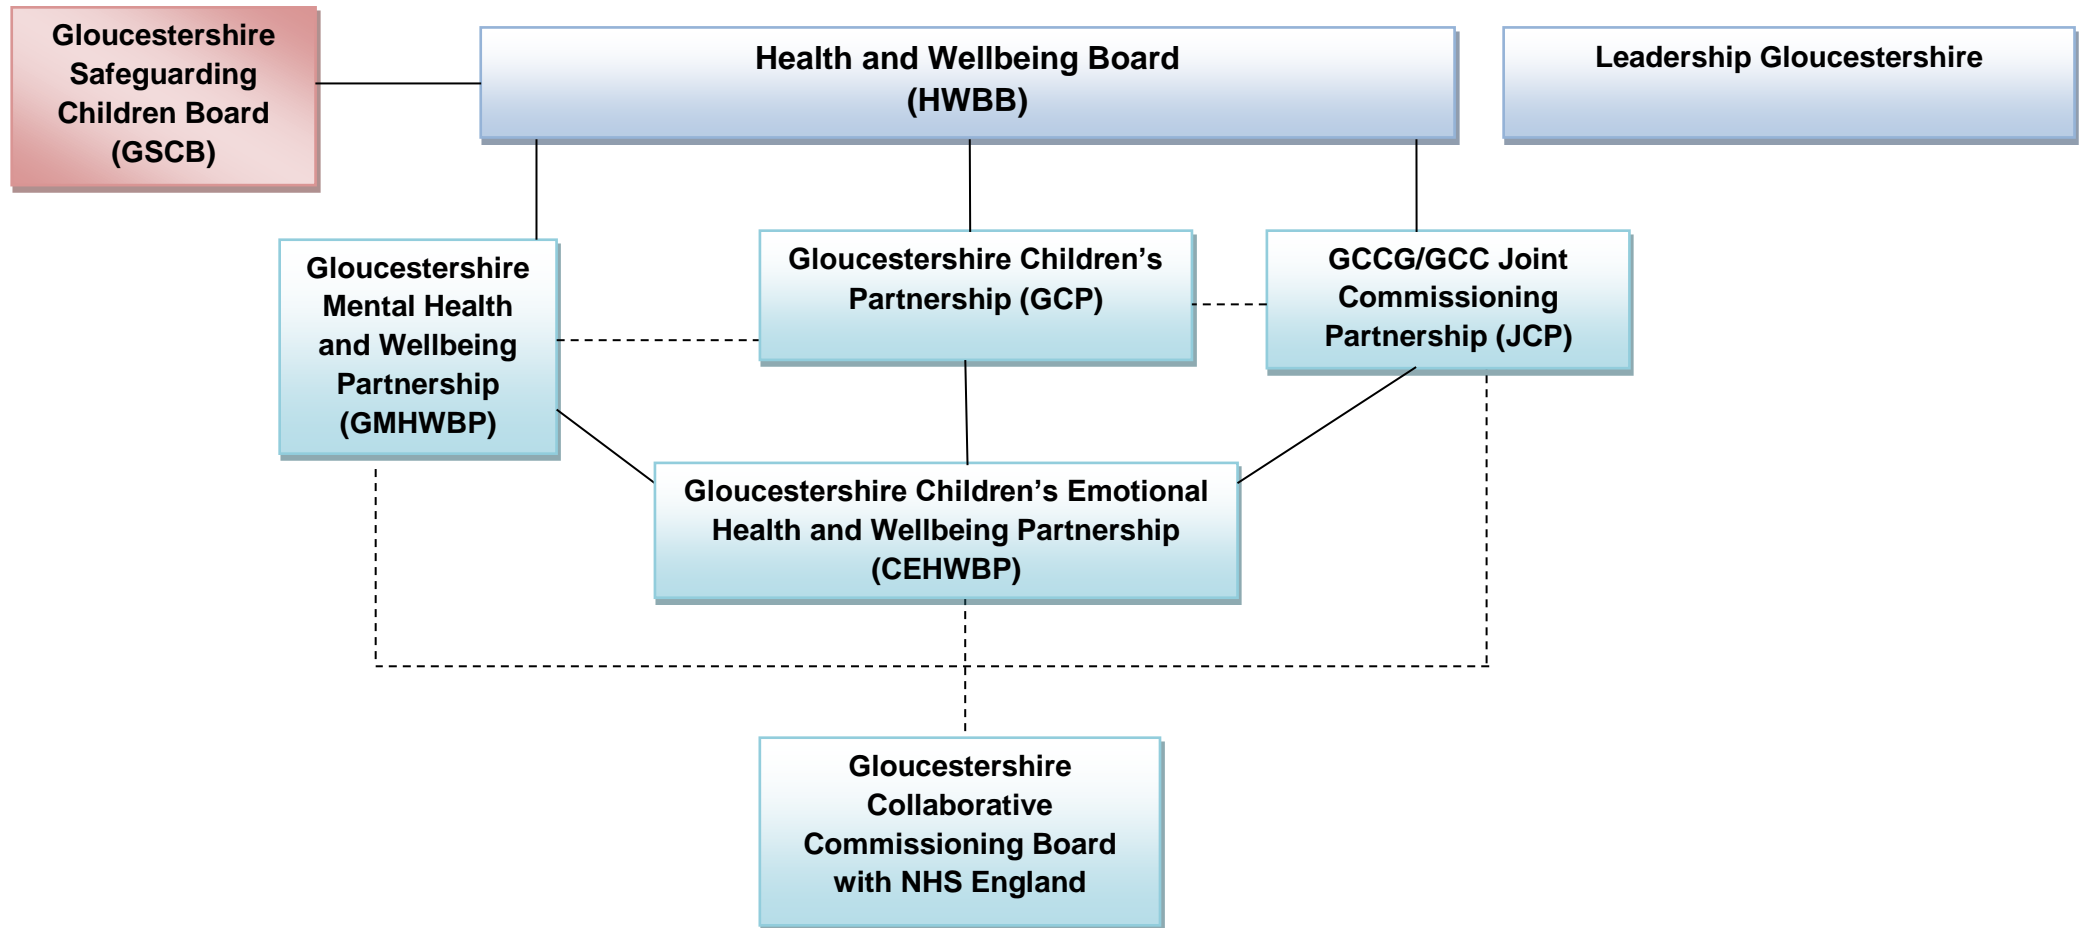 Gloucestershire
Safeguarding
Children Board
(GSCB)
Health and Wellbeing Board
(HWBB)
Leadership Gloucestershire
Gloucestershire
Mental Health
and Wellbeing
Partnership
(GMHWBP)
Gloucestershire Children's
Partnership (GCP)
GCCG/GCC Joint
Commissioning
Partnership (JCP)
Gloucestershire Children’s Emotional
Health and Wellbeing Partnership
(CEHWBP)
Gloucestershire
Collaborative
Commissioning Board
with NHS England